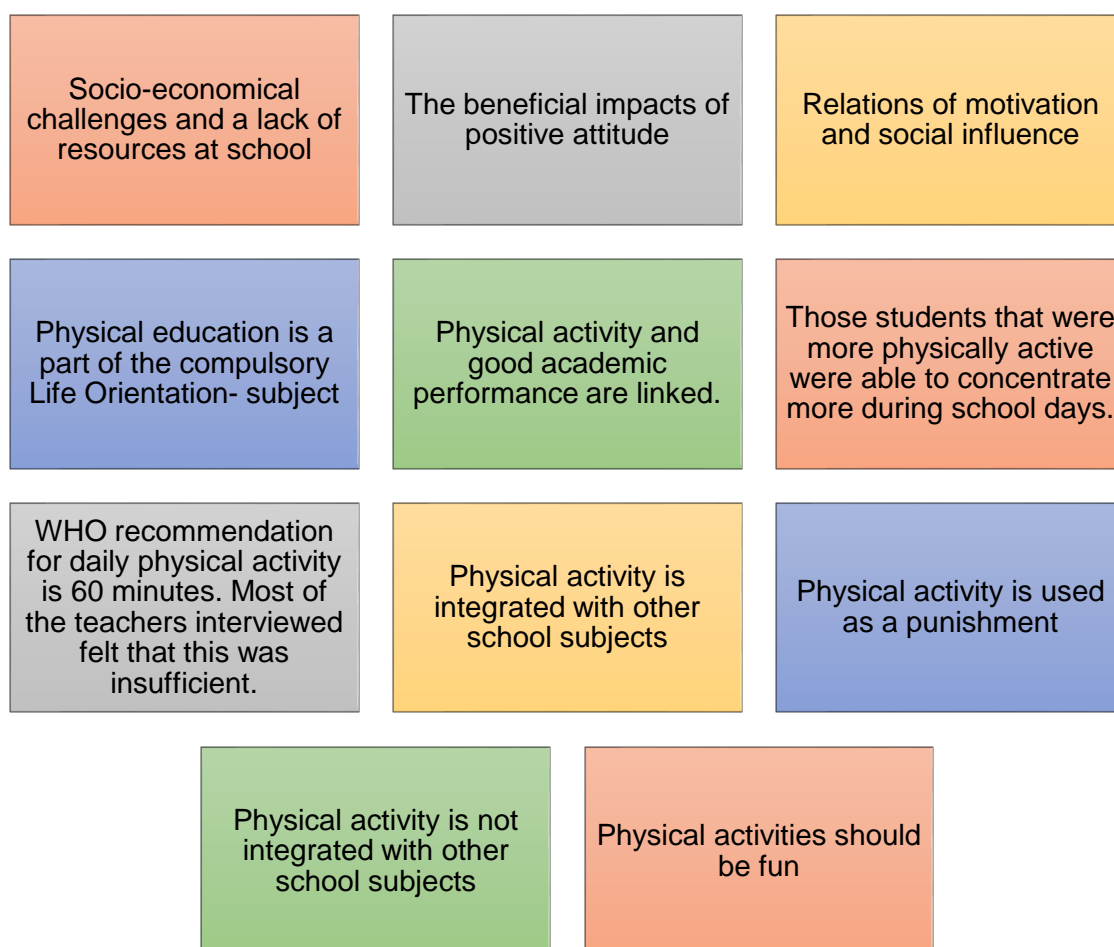 Socio-economical
challenges and a lack of
resources at school
The beneficial impacts of
positive attitude
Relations of motivation
and social influence
Physical education is a
part of the compulsory
Life Orientation- subject
Physical activity and
good academic
performance are linked.
Those students that were
more physically active
were able to concentrate
more during school days.
WHO recommendation
for daily physical activity
is 60 minutes. Most of
the teachers interviewed
felt that this was
insufficient.
Physical activity is
integrated with other
school subjects
Physical activity is used
as a punishment
Physical activity is not
integrated with other
school subjects
Physical activities should
be fun